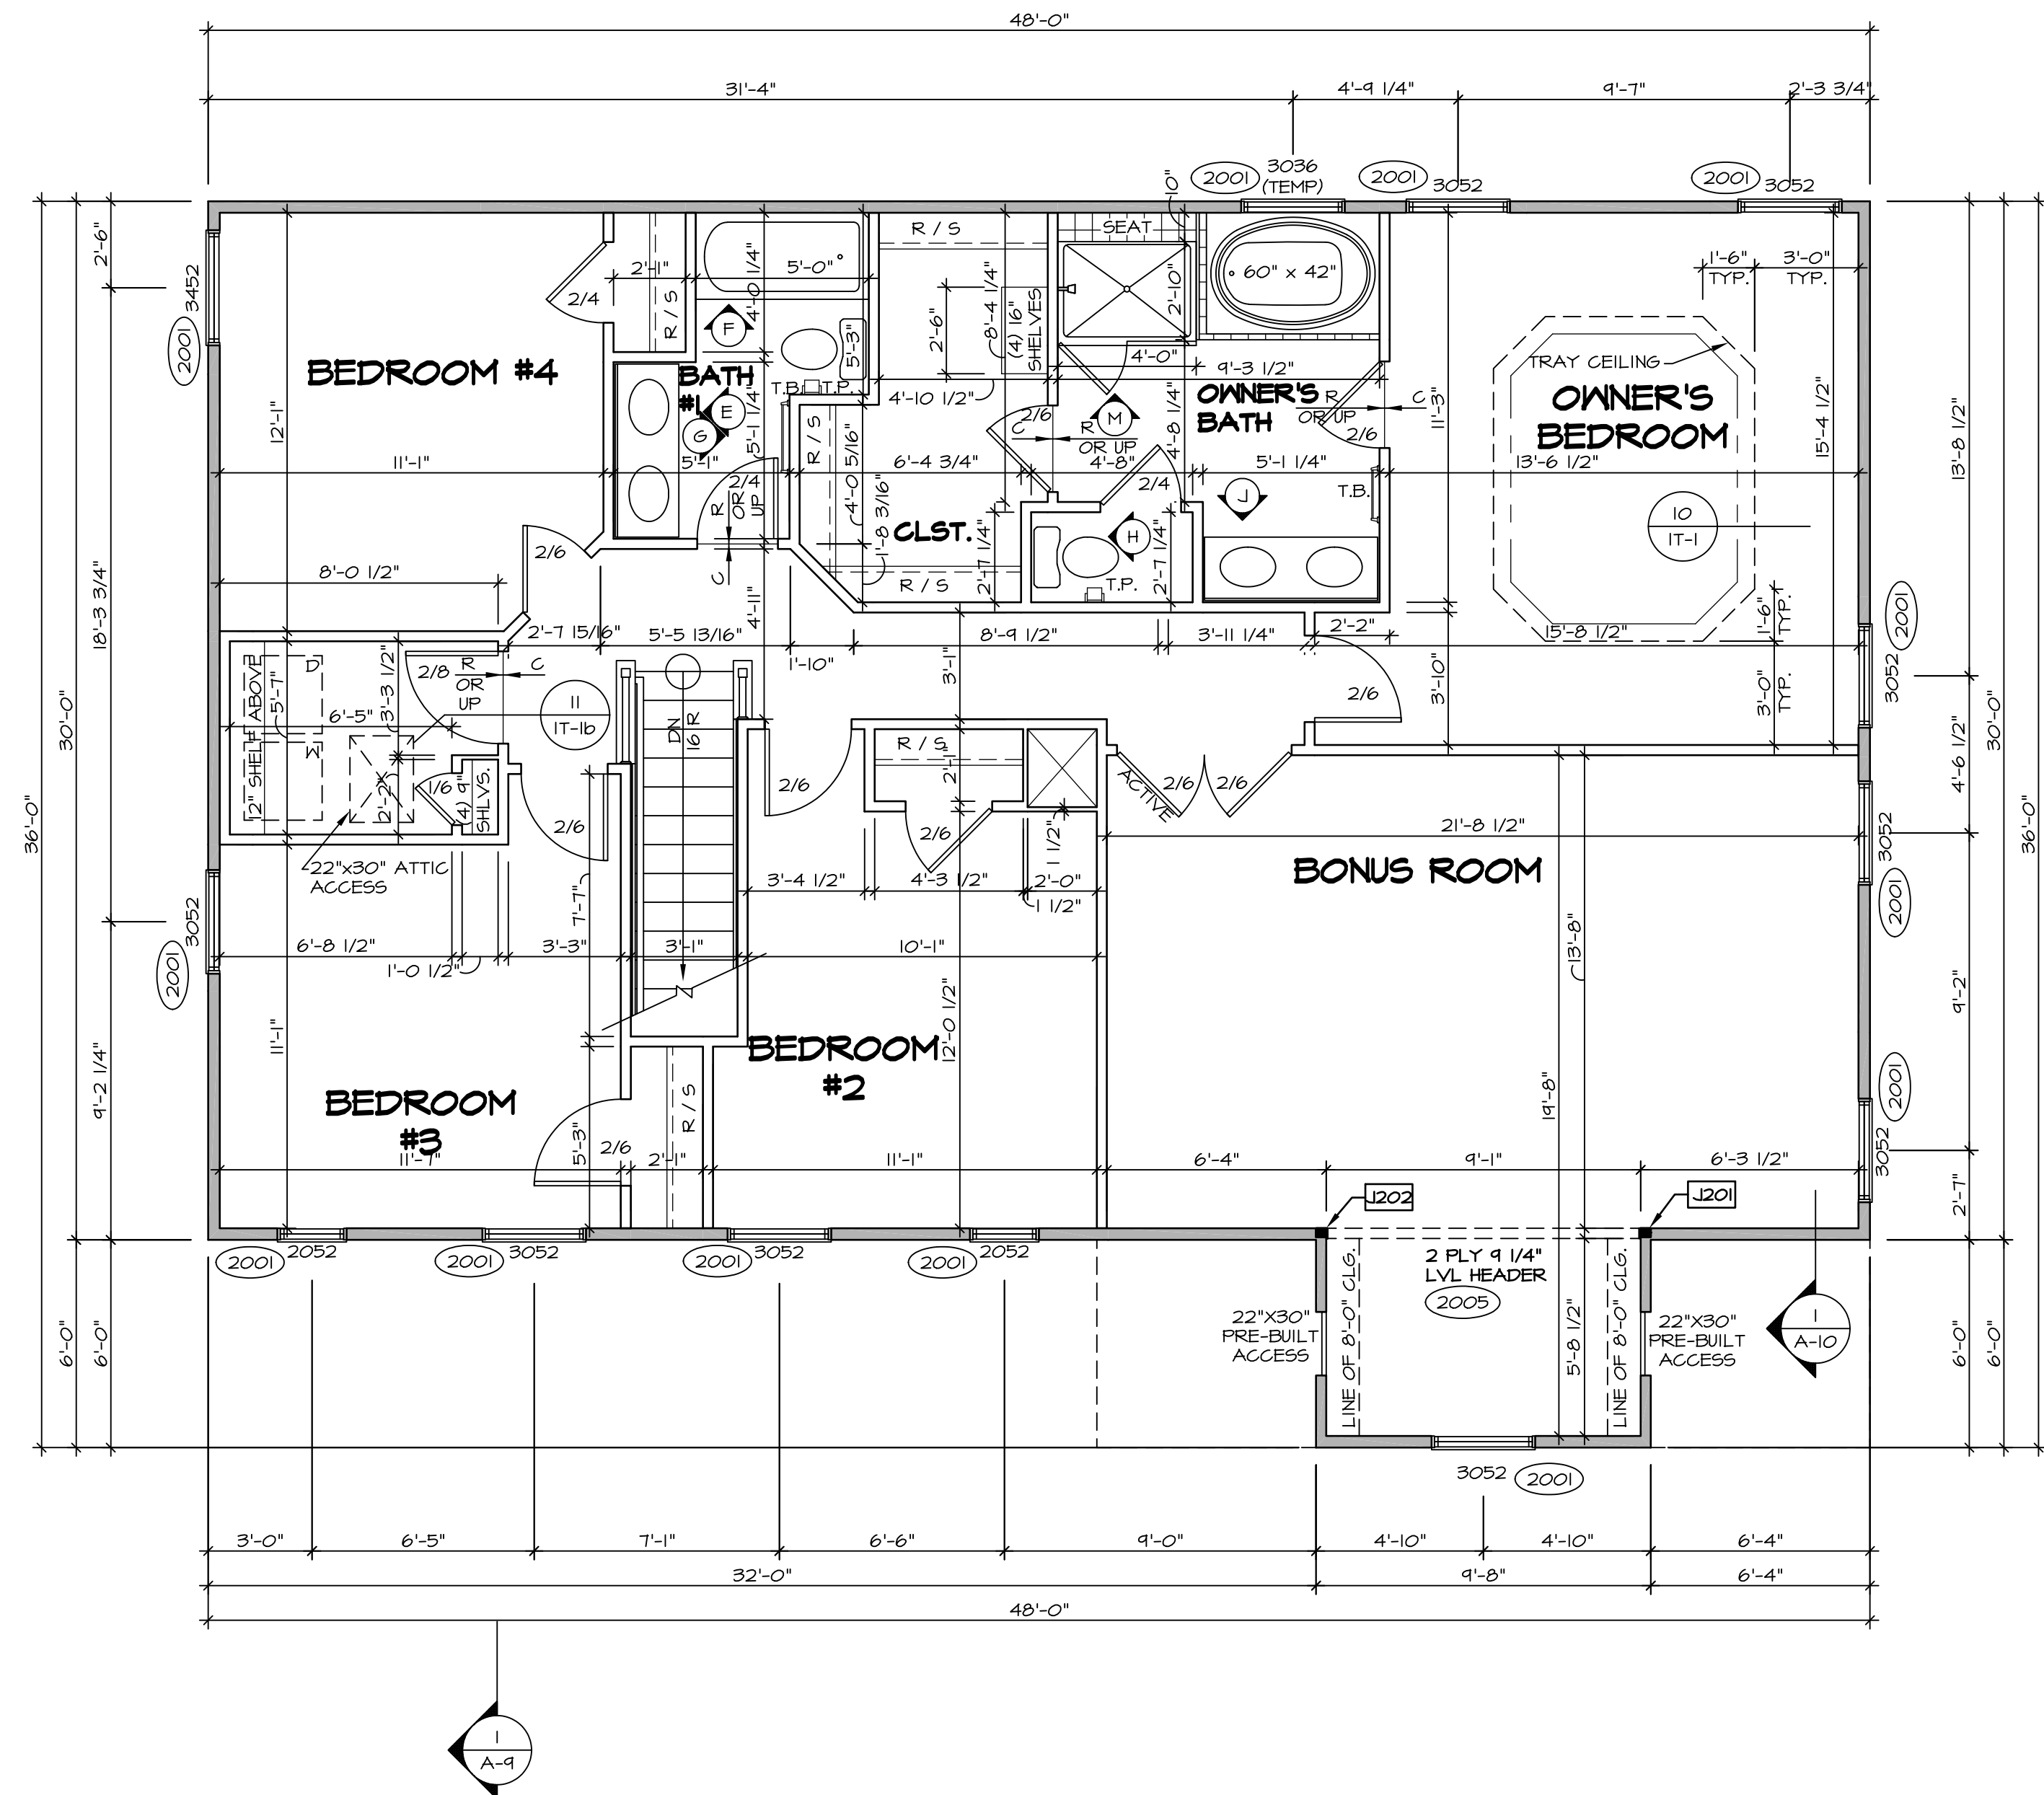 48'-0"
31'-4"
4'-9 1/4"
9'-7"
2'-3 3/4"
2001
3036
(TEMP)
2001
3052
2001
3052
10"
36'-0"
30'-0"
6'-0"
2'-6"
18'-3 3/4"
9'-2 1/4"
6'-0"
3452
2001
3052
2001
BEDROOM #4
12'-1"
11'-1"
8'-0 1/2"
2/4
2'-1"
R / S
2/6
BATH
#1
5'-0"
4'-0 1/4"
F
E
G
5'-3"
T.B.
T.P.
5'-1 1/4"
5'-1"
2/4
R
OR
UP
C
4'-11"
R / S
2'-6"
8'-4 1/4"
(4) 16"
SHELVES
4'-10 1/2"
R / S
4'-0 5/16"
1'-8 3/16"
6'-4 3/4"
CLST.
R / S
2'-7 1/4"
2/6
C
R
OR UP
SEAT
2'-10"
4'-0"
60" x 42"
9'-3 1/2"
OWNER'S
BATH
M
4'-8 1/4"
4'-8"
2/4
H
T.P.
2'-7 1/4"
5'-1 1/4"
J
T.B.
R
OR UP
C
2/6
11'-3"
1'-6"
TYP.
3'-0"
TYP.
TRAY CEILING
OWNER'S
BEDROOM
15'-4 1/2"
13'-6 1/2"
10
IT-1
15'-8 1/2"
1'-6"
TYP.
3'-0"
TYP.
2'-7 15/16"
5'-5 13/16"
1'-10"
8'-9 1/2"
3'-11 1/4"
2'-2"
3'-1"
3'-10"
2/6
12" SHELF ABOVE
D
W
5'-7"
3'-3 1/2"
6'-5"
2/8
R
OR
UP
C
11
IT-1b
2'-2"
1/6
(4) 9"
SHLVS.
22"x30" ATTIC
ACCESS
2/6
DN
16 R
2/6
R / S
2'-1"
2/6
2/6
2/6
ACTIVE
1 1/2"
3'-4 1/2"
4'-3 1/2"
2'-0"
1 1/2"
7'-7"
6'-8 1/2"
1'-0 1/2"
3'-3"
3'-1"
10'-1"
11'-1"
12'-0 1/2"
BEDROOM
#3
11'-7"
5'-3"
2/6
2'-1"
R / S
BEDROOM
#2
11'-1"
21'-8 1/2"
BONUS ROOM
13'-8"
19'-8"
6'-4"
9'-1"
6'-3 1/2"
J202
J201
2 PLY 9 1/4"
LVL HEADER
2005
LINE OF 8'-0" CLG.
LINE OF 8'-0" CLG.
5'-8 1/2"
22"X30"
PRE-BUILT
ACCESS
22"X30"
PRE-BUILT
ACCESS
1
A-10
2001
3052
3052
2001
2001
3052
13'-8 1/2"
4'-6 1/2"
9'-2"
2'-7"
6'-0"
30'-0"
6'-0"
36'-0"
2001
2052
2001
3052
2001
3052
2001
2052
3052
2001
3'-0"
6'-5"
7'-1"
6'-6"
9'-0"
4'-10"
4'-10"
6'-4"
32'-0"
9'-8"
6'-4"
48'-0"
1
A-9